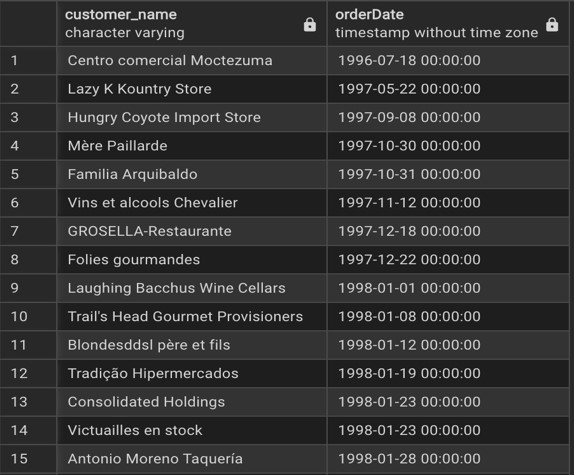 customer_name orderDate
character varying timestamp without time zone
1 Centro comercial Moctezuma 1996-07-18 00:00:00
2 Lazy K Kountry Store 1997-05-22 00:00:00
3 Hungry Coyote Import Store 1997-09-08 00:00:00
4 Mère Paillarde 1997-10-30 00:00:00
5 Familia Arquibaldo 1997-10-31 00:00:00
6 Vins et alcools Chevalier 1997-11-12 00:00:00
7 GROSELLA-Restaurante 1997-12-18 00:00:00
8 Folies gourmandes 1997-12-22 00:00:00
9 Laughing Bacchus Wine Cellars 1998-01-01 00:00:00
10 Trail's Head Gourmet Provisioners 1998-01-08 00:00:00
11 Blondesddsl père et fils 1998-01-12 00:00:00
12 Tradição Hipermercados 1998-01-19 00:00:00
13 Consolidated Holdings 1998-01-23 00:00:00
14 Victuailles en stock 1998-01-23 00:00:00
15 Antonio Moreno Taquería 1998-01-28 00:00:00